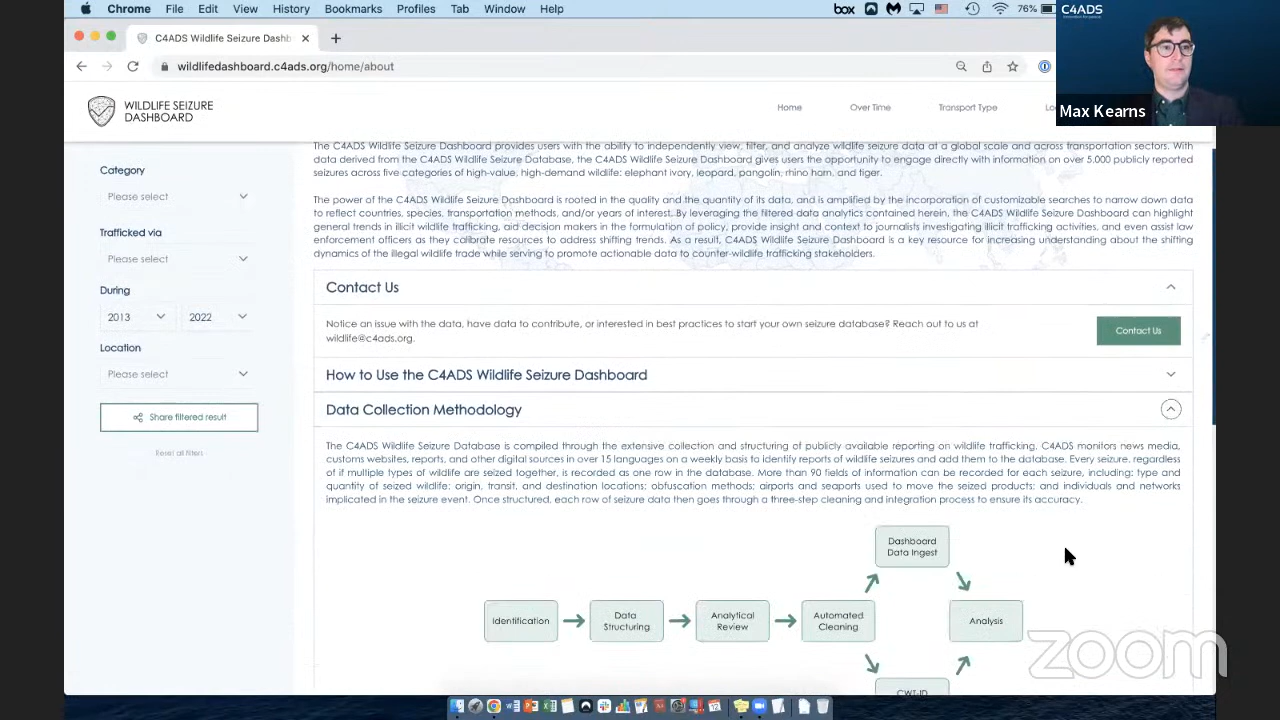 Chrome File Edit View History Bookmarks Profiles Tab Window Help
box 76%
C4ADS
C4ADS Wildlife Seizure Dashb
wildlifedashboard.c4ads.org/home/about
Max Kearns
WILDLIFE SEIZURE
DASHBOARD
Home Over Time Transport Type Lo
The C4ADS Wildlife Seizure Dashboard provides users with the ability to independently view, filter, and analyze wildlife seizure data at a global scale and across transportation sectors. With
data derived from the C4ADS Wildlife Seizure Database, the C4ADS Wildlife Seizure Dashboard gives users the opportunity to engage directly with information on over 5,000 publicly reported
seizures across five categories of high-value, high-demand wildlife: elephant ivory, leopard, pangolin, rhino horn, and tiger.
The power of the C4ADS Wildlife Seizure Dashboard is rooted in the quality and the quantity of its data, and is amplified by the incorporation of customizable searches to narrow down data
to reflect countries, species, transportation methods, and/or years of interest. By leveraging the filtered data analytics contained herein, the C4ADS Wildlife Seizure Dashboard can highlight
general trends in illicit wildlife trafficking, aid decision makers in the formulation of policy, provide insight and context to journalists investigating illicit trafficking activities, and even assist law
enforcement officers as they calibrate resources to address shifting trends. As a result, C4ADS Wildlife Seizure Dashboard is a key resource for increasing understanding about the shifting
dynamics of the illegal wildlife trade while serving to promote actionable data to counter-wildlife trafficking stakeholders.
Category
Please select
Trafficked via
Please select
During
2013 2022
Location
Please select
Share filtered result
Reset all filters
Contact Us
Notice an issue with the data, have data to contribute, or interested in best practices to start your own seizure database? Reach out to us at
wildlife@c4ads.org.
Contact Us
How to Use the C4ADS Wildlife Seizure Dashboard
Data Collection Methodology
The C4ADS Wildlife Seizure Database is compiled through the extensive collection and structuring of publicly available reporting on wildlife trafficking. C4ADS monitors news media,
customs websites, reports, and other digital sources in over 15 languages on a weekly basis to identify reports of wildlife seizures and add them to the database. Every seizure, regardless
of if multiple types of wildlife are seized together, is recorded as one row in the database. More than 90 fields of information can be recorded for each seizure, including: type and
quantity of seized wildlife; origin, transit, and destination locations; obfuscation methods; airports and seaports used to move the seized products; and individuals and networks
implicated in the seizure event. Once structured, each row of seizure data then goes through a three-step cleaning and integration process to ensure its accuracy.
Dashboard
Data Ingest
Identification
Data
Structuring
Analytical
Review
Automated
Cleaning
Analysis
CWT-ID
zoom